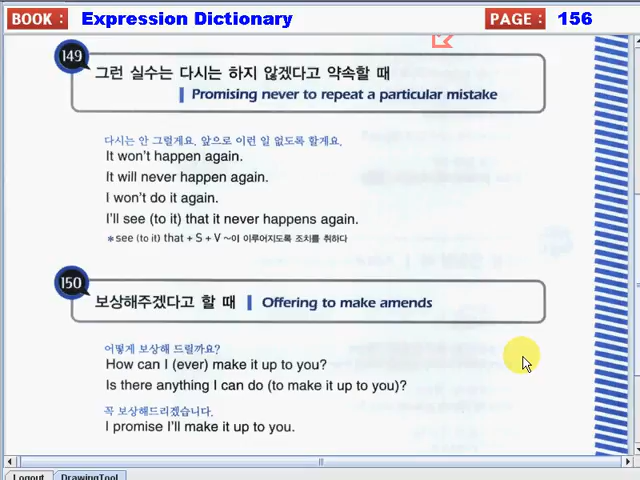 BOOK : Expression Dictionary PAGE : 156
149
그런 실수는 다시는 하지 않겠다고 약속할 때
Promising never to repeat a particular mistake
다시는 안 그럴게요. 앞으로 이런 일 없도록 할게요.
It won't happen again.
It will never happen again.
I won't do it again.
I'll see (to it) that it never happens again.
*see (to it) that + S + V ~이 이루어지도록 조치를 취하다
150
보상해주겠다고 할 때 Offering to make amends
어떻게 보상해 드릴까요?
How can I (ever) make it up to you?
Is there anything I can do (to make it up to you)?
꼭 보상해드리겠습니다.
I promise I'll make it up to you.
Logout DrawingTool